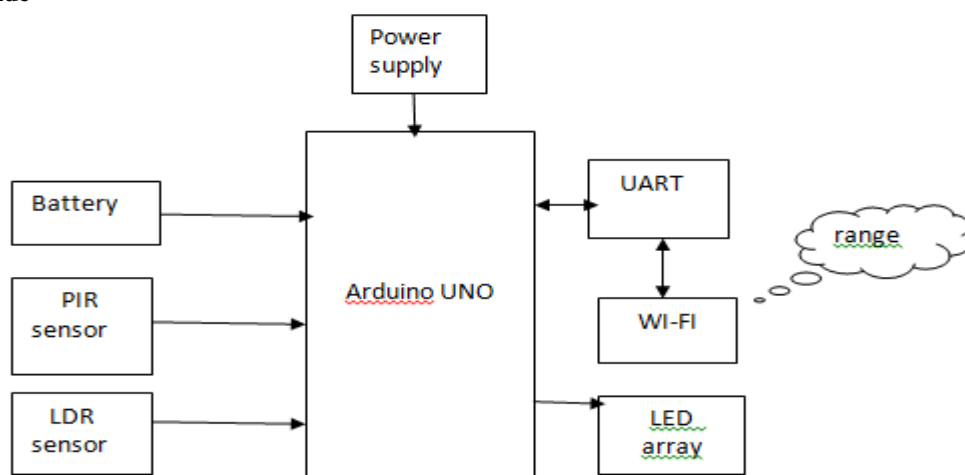 Power
supply
Battery
UART
range
PIR
sensor
Arduino UNO
WI-FI
LDR
sensor
LED
array